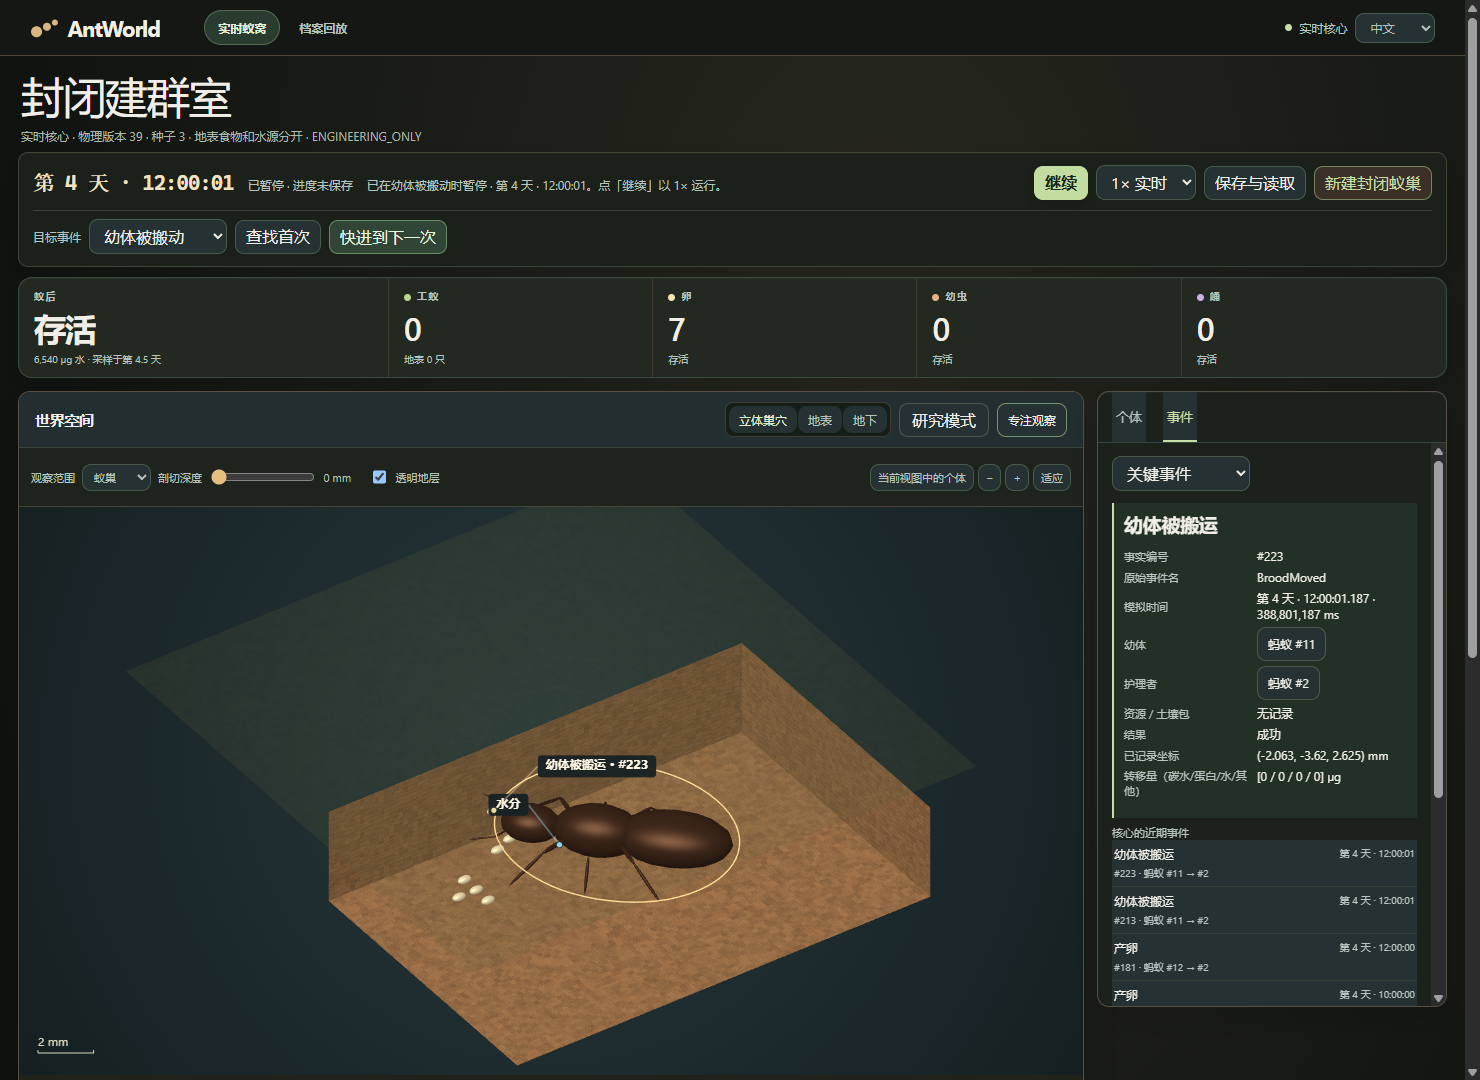 AntWorld
实时蚁窝
档案回放
实时核心
中文
封闭建群室
实时核心 · 物理版本 39 · 种子 3 · 地表食物和水源分开 · ENGINEERING_ONLY
第 4 天 · 12:00:01
已暂停 · 进度未保存
已在幼体被搬动时暂停 · 第 4 天 · 12:00:01。点「继续」以 1× 运行。
继续
1× 实时
保存与读取
新建封闭蚁巢
目标事件
幼体被搬动
查找首次
快进到下一次
蚁后
存活
6,540 µg 水 · 采样于第 4.5 天
工蚁
0
地表 0 只
卵
7
存活
幼虫
0
存活
蛹
0
存活
世界空间
立体巢穴
地表
地下
研究模式
专注观察
观察范围
蚁巢
剖切深度
0 mm
透明地层
当前视图中的个体
−
+
适应
幼体被搬运 • #223
水分
2 mm
个体
事件
关键事件
幼体被搬运
事实编号 #223
原始事件名 BroodMoved
模拟时间 第 4 天 · 12:00:01.187 ·
388,801,187 ms
幼体 蚂蚁 #11
护理者 蚂蚁 #2
资源 / 土壤包 无记录
结果 成功
已记录坐标 (-2.063, -3.62, 2.625) mm
转移量（碳水/蛋白/水/其 [0 / 0 / 0 / 0] µg
他）
核心的近期事件
幼体被搬运 第 4 天 · 12:00:01
#223 · 蚂蚁 #11 → #2
幼体被搬运 第 4 天 · 12:00:01
#213 · 蚂蚁 #11 → #2
产卵 第 4 天 · 12:00:00
#181 · 蚂蚁 #12 → #2
产卵 第 4 天 · 10:00:00